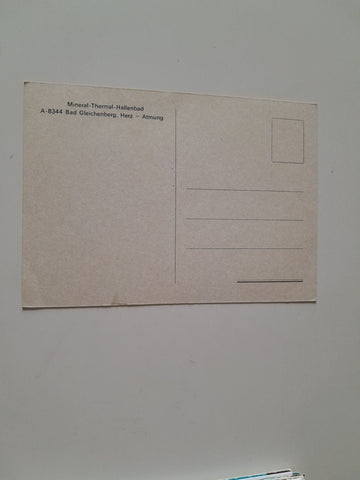 Mineral-Thermal-Hallenbad
A-8344 Bad Gleichenberg, Herz - Atmung